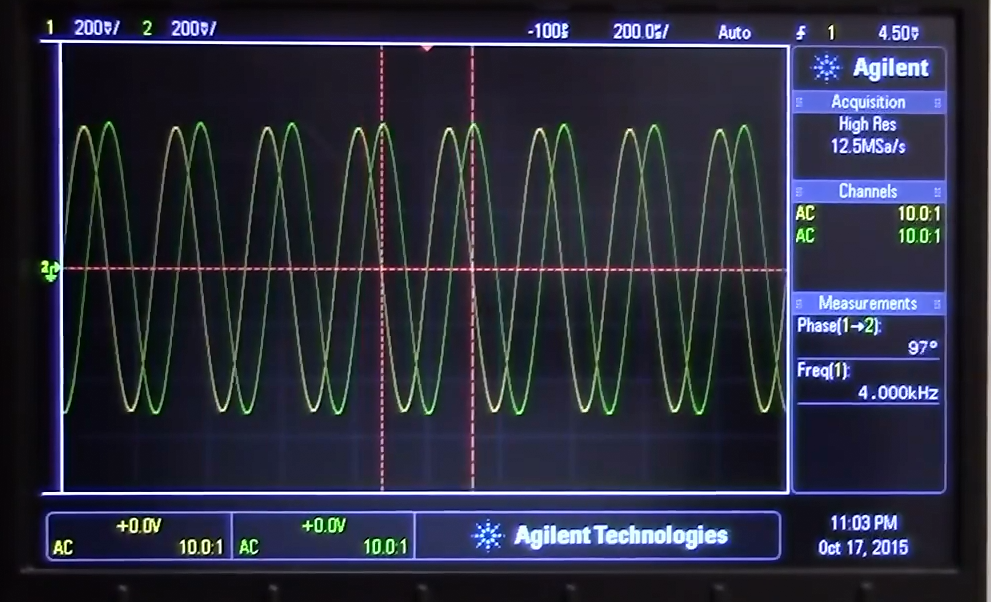 1 200mV/ 2 200mV/ -100s 200.0s/ Auto 1 4.50V
Agilent
Acquisition
High Res
12.5MSa/s
Channels
AC 10.0:1
AC 10.0:1
Measurements
Phase(1→2):
97°
Freq(1):
4.000kHz
2
+0.0V +0.0V
AC 10.0:1 AC 10.0:1
Agilent Technologies
11:03 PM
Oct 17, 2015